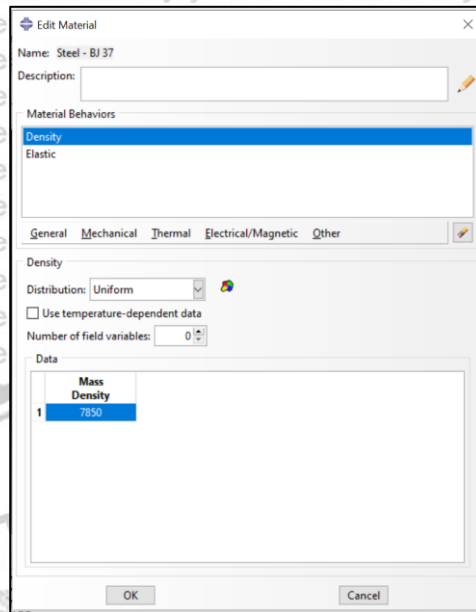 Edit Material
Name: Steel - BJ 37
Description:
Material Behaviors
Density
Elastic
General Mechanical Thermal Electrical/Magnetic Other
Density
Distribution: Uniform
Use temperature-dependent data
Number of field variables: 0
Data
Mass
Density
1 7850
OK Cancel